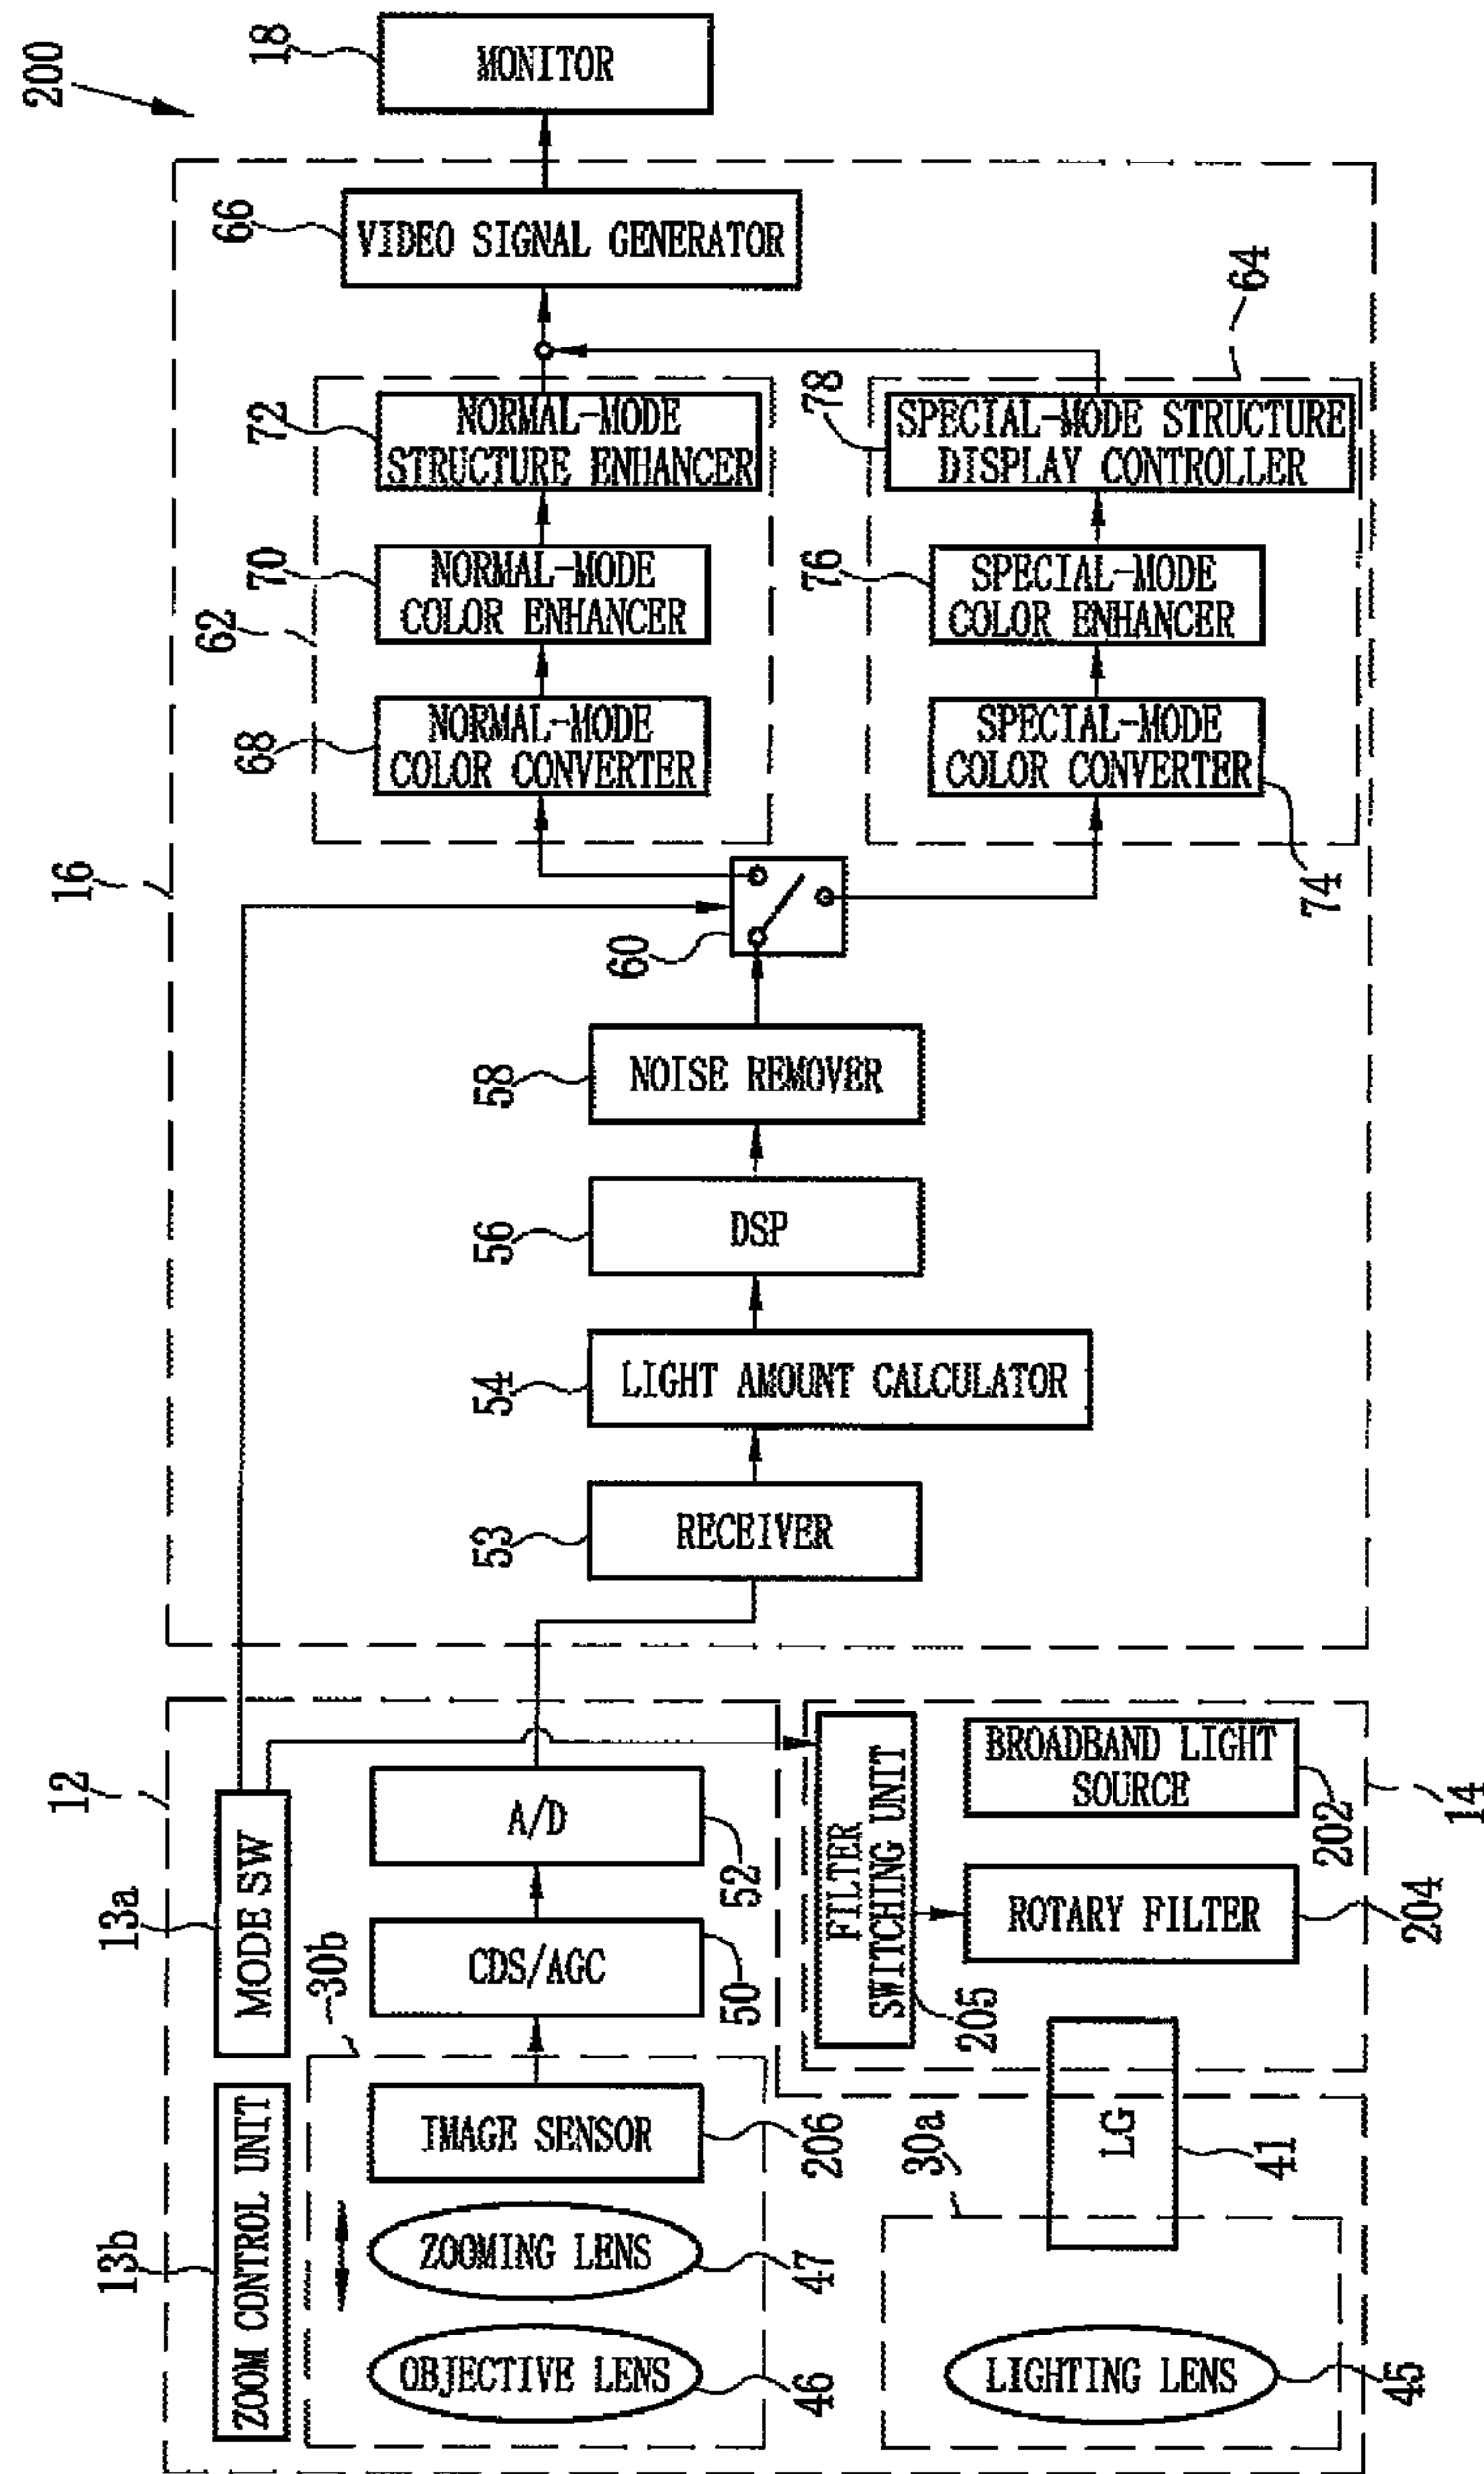 200
18
MONITOR
66
VIDEO SIGNAL GENERATOR
64
72
NORMAL-MODE
STRUCTURE ENHANCER
78
SPECIAL-MODE STRUCTURE
DISPLAY CONTROLLER
62
70
NORMAL-MODE
COLOR ENHANCER
76
SPECIAL-MODE
COLOR ENHANCER
68
NORMAL-MODE
COLOR CONVERTER
SPECIAL-MODE
COLOR CONVERTER
74
16
60
58
NOISE REMOVER
56
DSP
54
LIGHT AMOUNT CALCULATOR
53
RECEIVER
12
13a
MODE SW
A/D
52
CDS/AGC
50
FILTER
SWITCHING UNIT
205
BROADBAND LIGHT
SOURCE
202
14
ROTARY FILTER
204
13b
ZOOM CONTROL UNIT
30b
IMAGE SENSOR
206
ZOOMING LENS
47
OBJECTIVE LENS
46
30a
LG
41
LIGHTING LENS
45